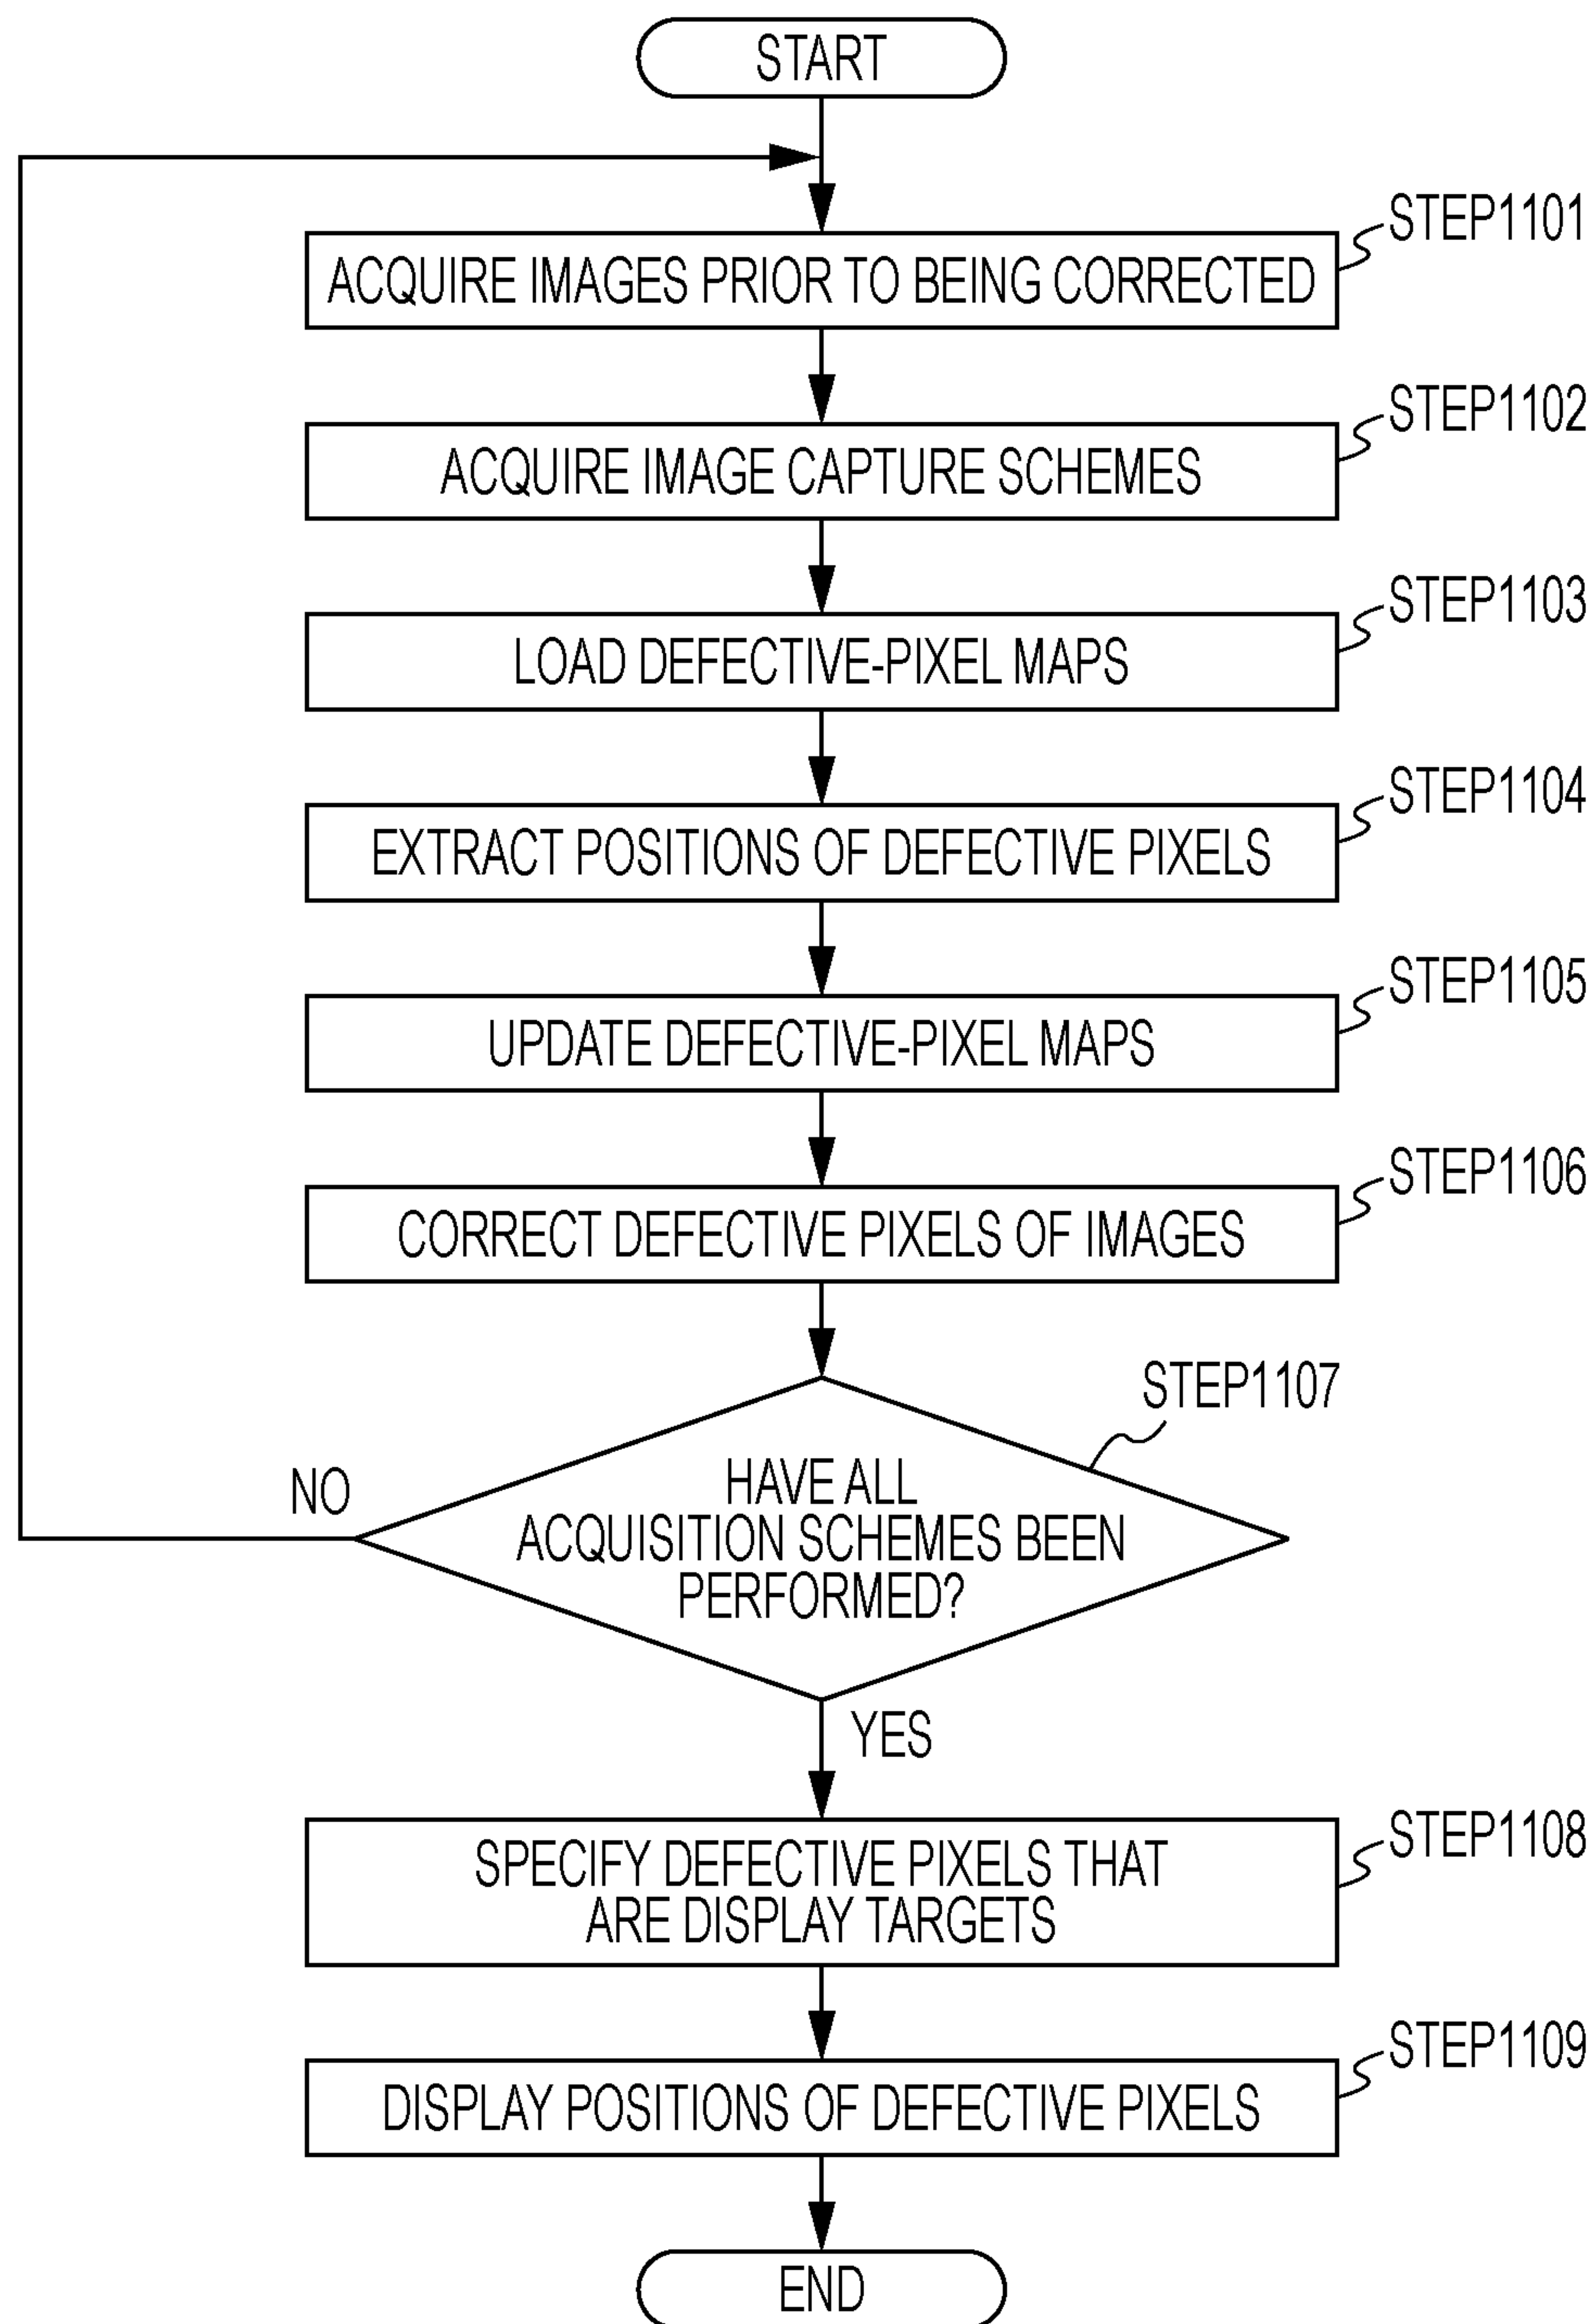 START
STEP1101
ACQUIRE IMAGES PRIOR TO BEING CORRECTED
STEP1102
ACQUIRE IMAGE CAPTURE SCHEMES
STEP1103
LOAD DEFECTIVE-PIXEL MAPS
STEP1104
EXTRACT POSITIONS OF DEFECTIVE PIXELS
STEP1105
UPDATE DEFECTIVE-PIXEL MAPS
STEP1106
CORRECT DEFECTIVE PIXELS OF IMAGES
STEP1107
HAVE ALL
ACQUISITION SCHEMES BEEN
PERFORMED?
NO
YES
STEP1108
SPECIFY DEFECTIVE PIXELS THAT
ARE DISPLAY TARGETS
STEP1109
DISPLAY POSITIONS OF DEFECTIVE PIXELS
END